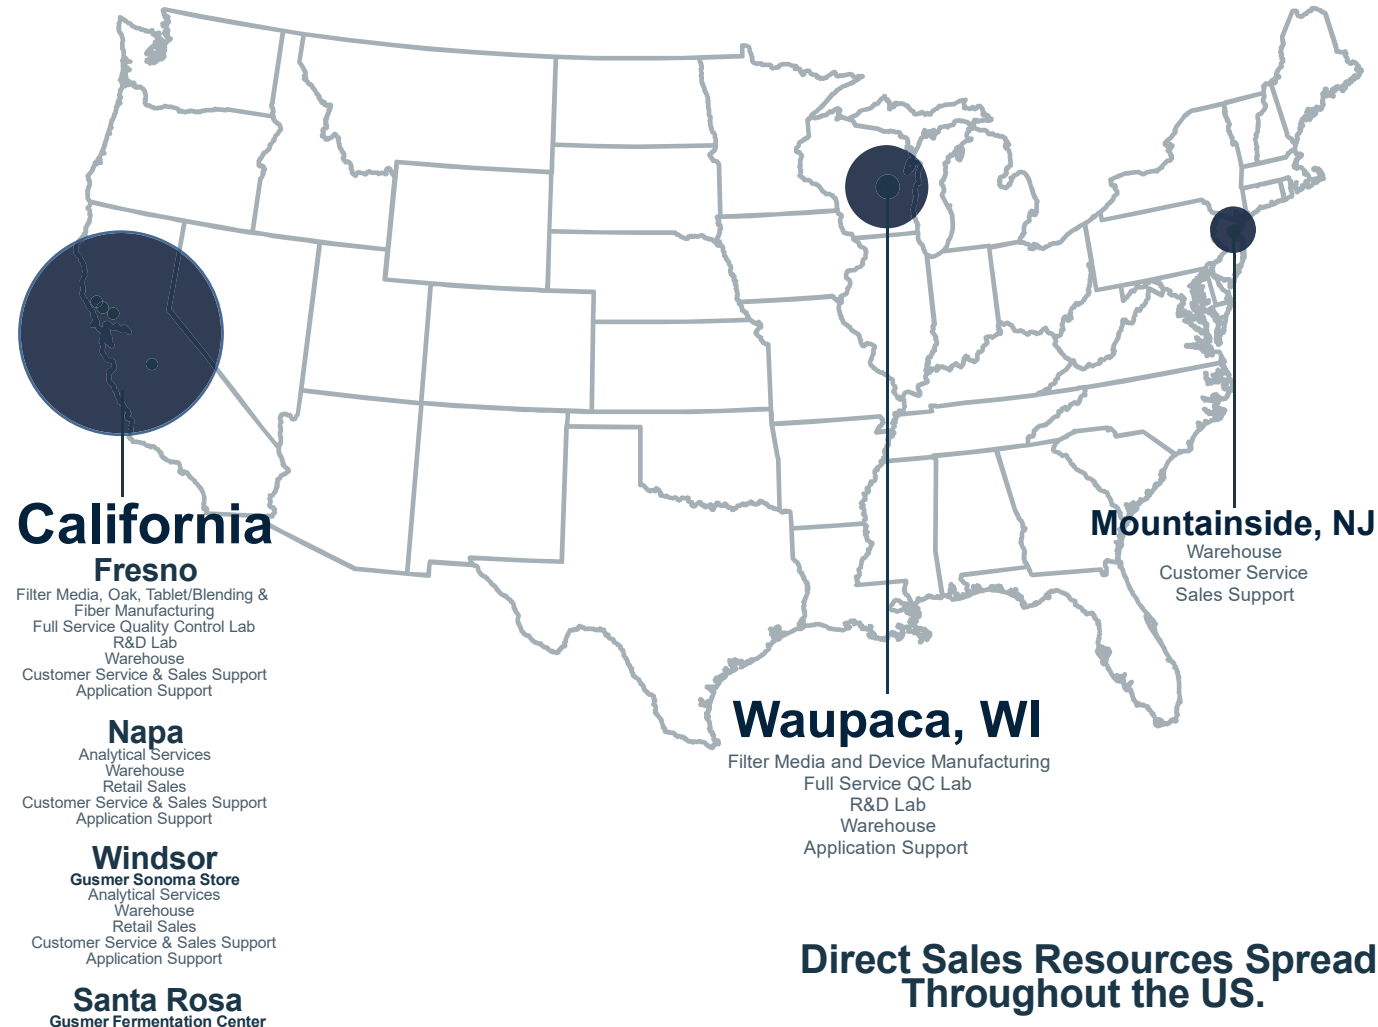 California
Fresno
Filter Media, Oak, Tablet/Blending &
Fiber Manufacturing
Full Service Quality Control Lab
R&D Lab
Warehouse
Customer Service & Sales Support
Application Support
Napa
Analytical Services
Warehouse
Retail Sales
Customer Service & Sales Support
Application Support
Windsor
Gusmer Sonoma Store
Analytical Services
Warehouse
Retail Sales
Customer Service & Sales Support
Application Support
Santa Rosa
Gusmer Fermentation Center
Waupaca, WI
Filter Media and Device Manufacturing
Full Service QC Lab
R&D Lab
Warehouse
Application Support
Mountainside, NJ
Warehouse
Customer Service
Sales Support
Direct Sales Resources Spread
Throughout the US.